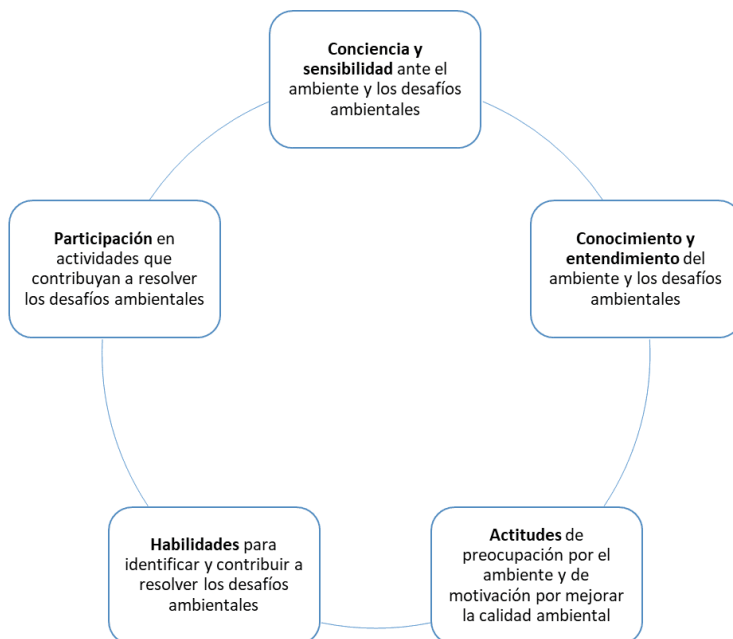 Conciencia y
sensibilidad ante el
ambiente y los desafíos
ambientales
Conocimiento y
entendimiento del
ambiente y los desafíos
ambientales
Actitudes de
preocupación por el
ambiente y de
motivación por mejorar
la calidad ambiental
Habilidades para
identificar y contribuir a
resolver los desafíos
ambientales
Participación en
actividades que
contribuyan a resolver
los desafíos ambientales